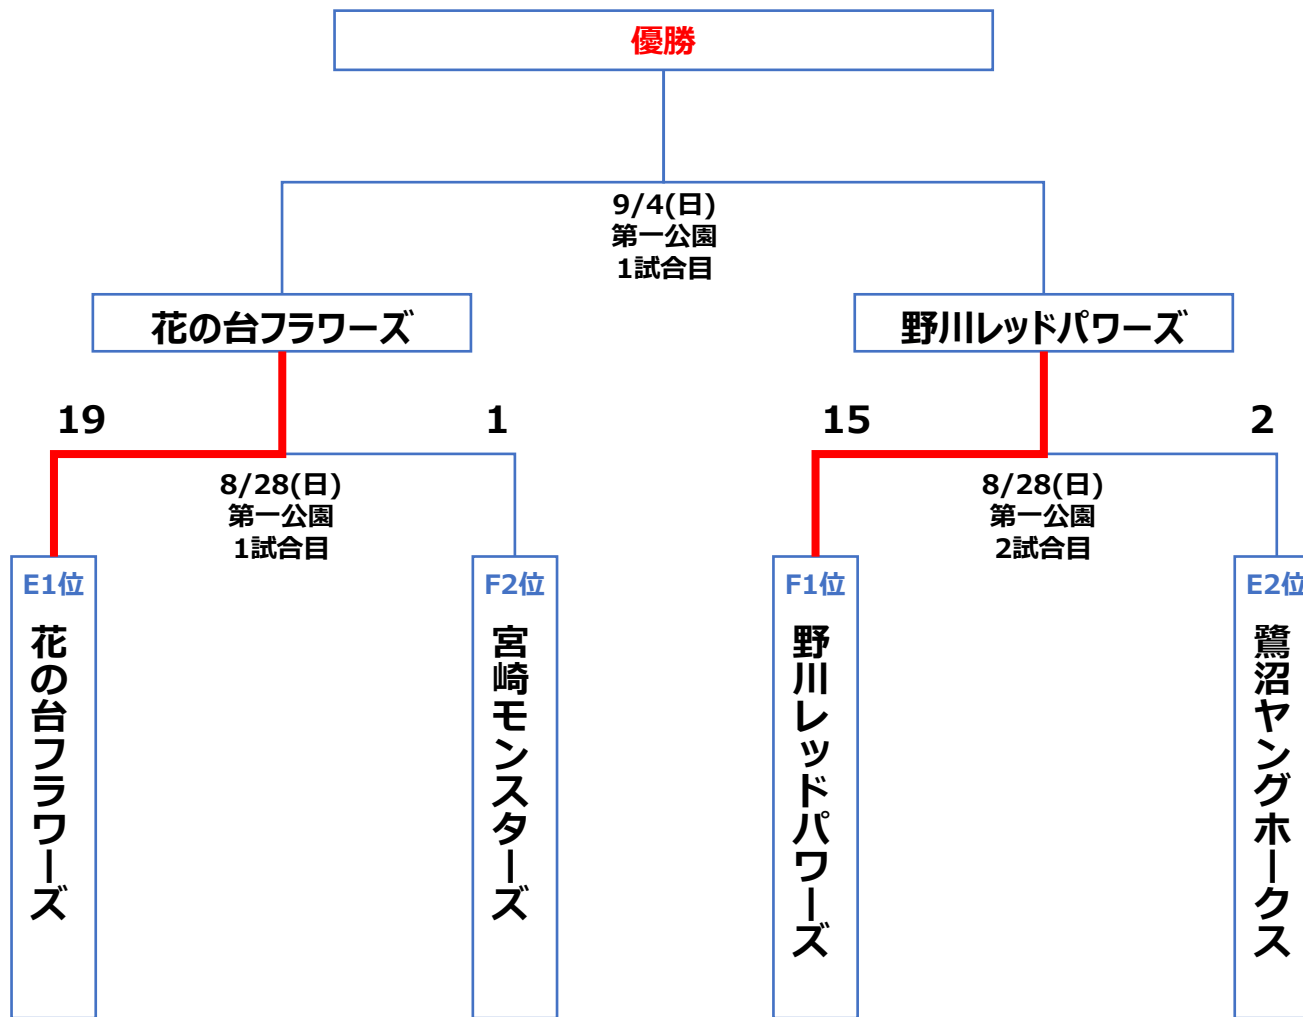 優勝
9/4(日)
第一公園
1試合目
花の台フラワーズ
野川レッドパワーズ
19
1
15
2
8/28(日)
第一公園
1試合目
8/28(日)
第一公園
2試合目
E1位
F2位
F1位
E2位
花の台フラワーズ
宮崎モンスターズ
野川レッドパワーズ
鷺沼ヤングホークス